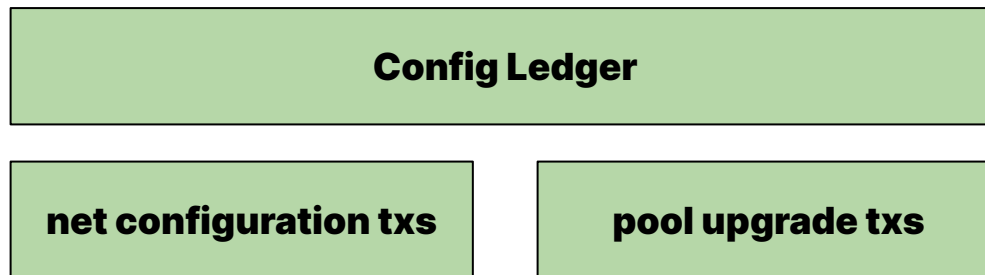 Config Ledger
net configuration txs
pool upgrade txs